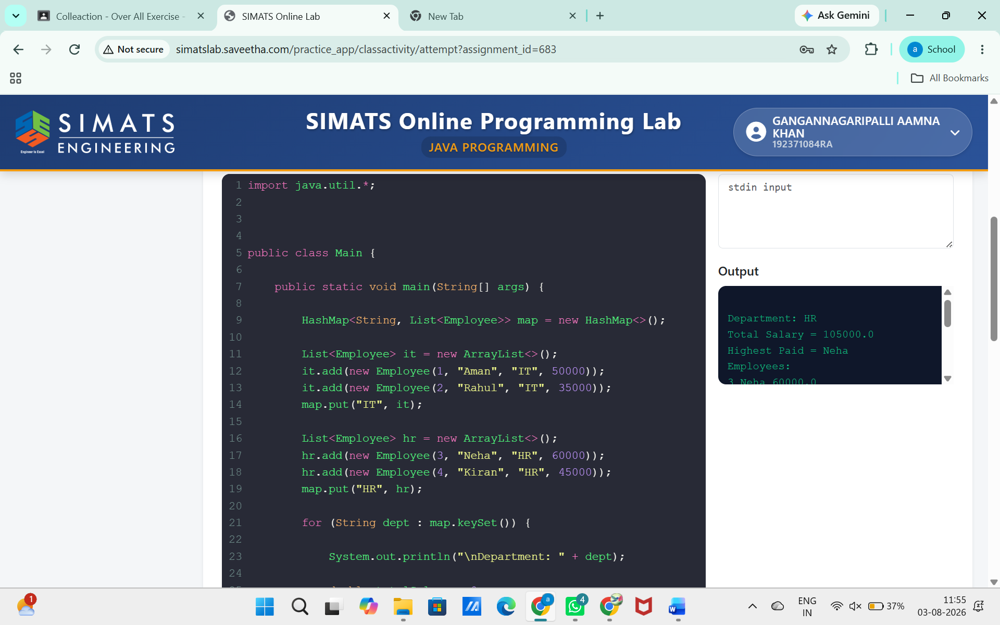 Colleaction - Over All Exercise -
SIMATS Online Lab
New Tab
Ask Gemini
Not secure
simatslab.saveetha.com/practice_app/classactivity/attempt?assignment_id=683
a
School
All Bookmarks
SIMATS
ENGINEERING
Engineer to Excel
SIMATS Online Programming Lab
JAVA PROGRAMMING
GANGANNAGARIPALLI AAMNA
KHAN
192371084RA
1 import java.util.*;
2
3
4
5 public class Main {
6
7 public static void main(String[] args) {
8
9 HashMap<String, List<Employee>> map = new HashMap<>();
10
11 List<Employee> it = new ArrayList<>();
12 it.add(new Employee(1, "Aman", "IT", 50000));
13 it.add(new Employee(2, "Rahul", "IT", 35000));
14 map.put("IT", it);
15
16 List<Employee> hr = new ArrayList<>();
17 hr.add(new Employee(3, "Neha", "HR", 60000));
18 hr.add(new Employee(4, "Kiran", "HR", 45000));
19 map.put("HR", hr);
20
21 for (String dept : map.keySet()) {
22
23 System.out.println("\nDepartment: " + dept);
24
stdin input
Output
Department: HR
Total Salary = 105000.0
Highest Paid = Neha
Employees:
3 Neha 60000.0
1
a
4
ENG
IN
37%
11:55
03-08-2026